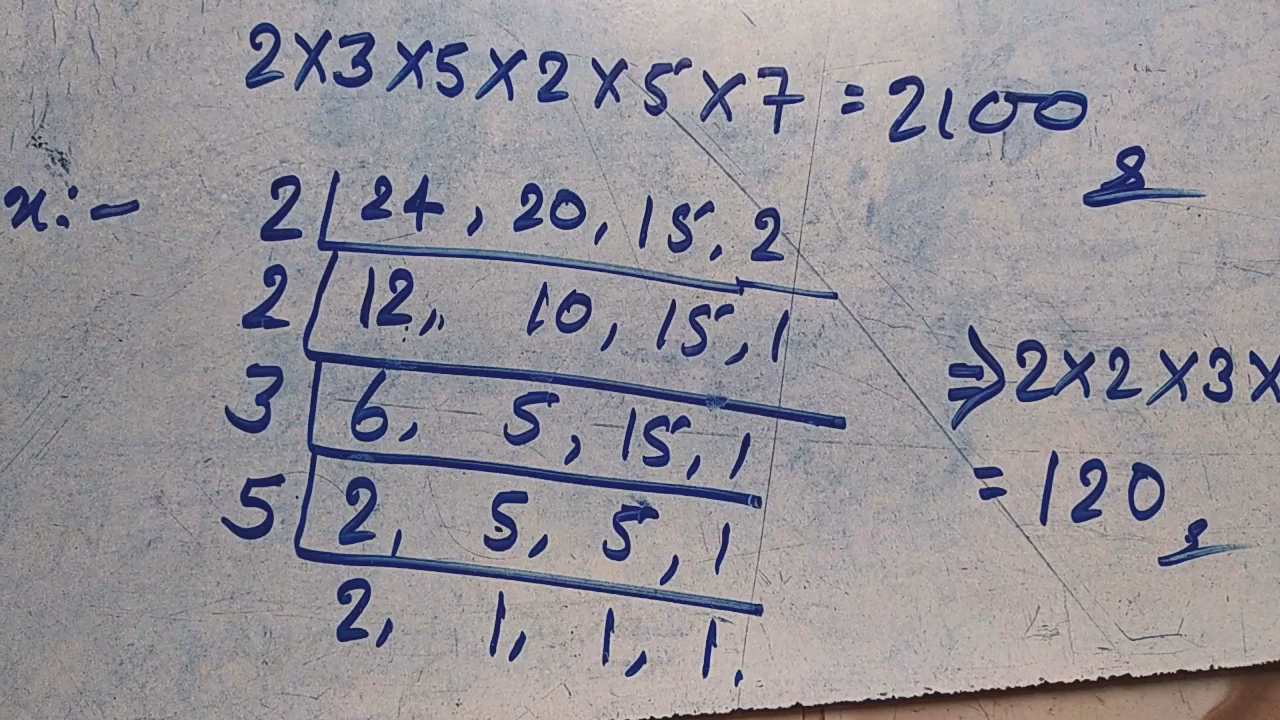 2×3×5×2×5×7 = 2100
x:-
2 | 24, 20, 15, 2
2 | 12, 10, 15, 1
3 | 6, 5, 15, 1
5 | 2, 5, 5, 1
2, 1, 1, 1.
⇒ 2×2×3×
= 120